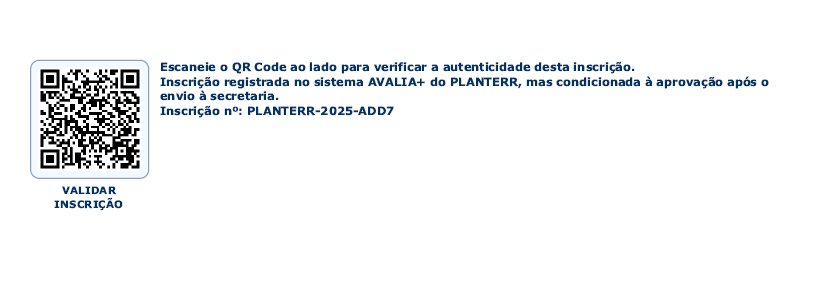 Escaneie o QR Code ao lado para verificar a autenticidade desta inscrição.
Inscrição registrada no sistema AVALIA+ do PLANTERR, mas condicionada à aprovação após o
envio à secretaria.
Inscrição nº: PLANTERR-2025-ADD7
VALIDAR
INSCRIÇÃO